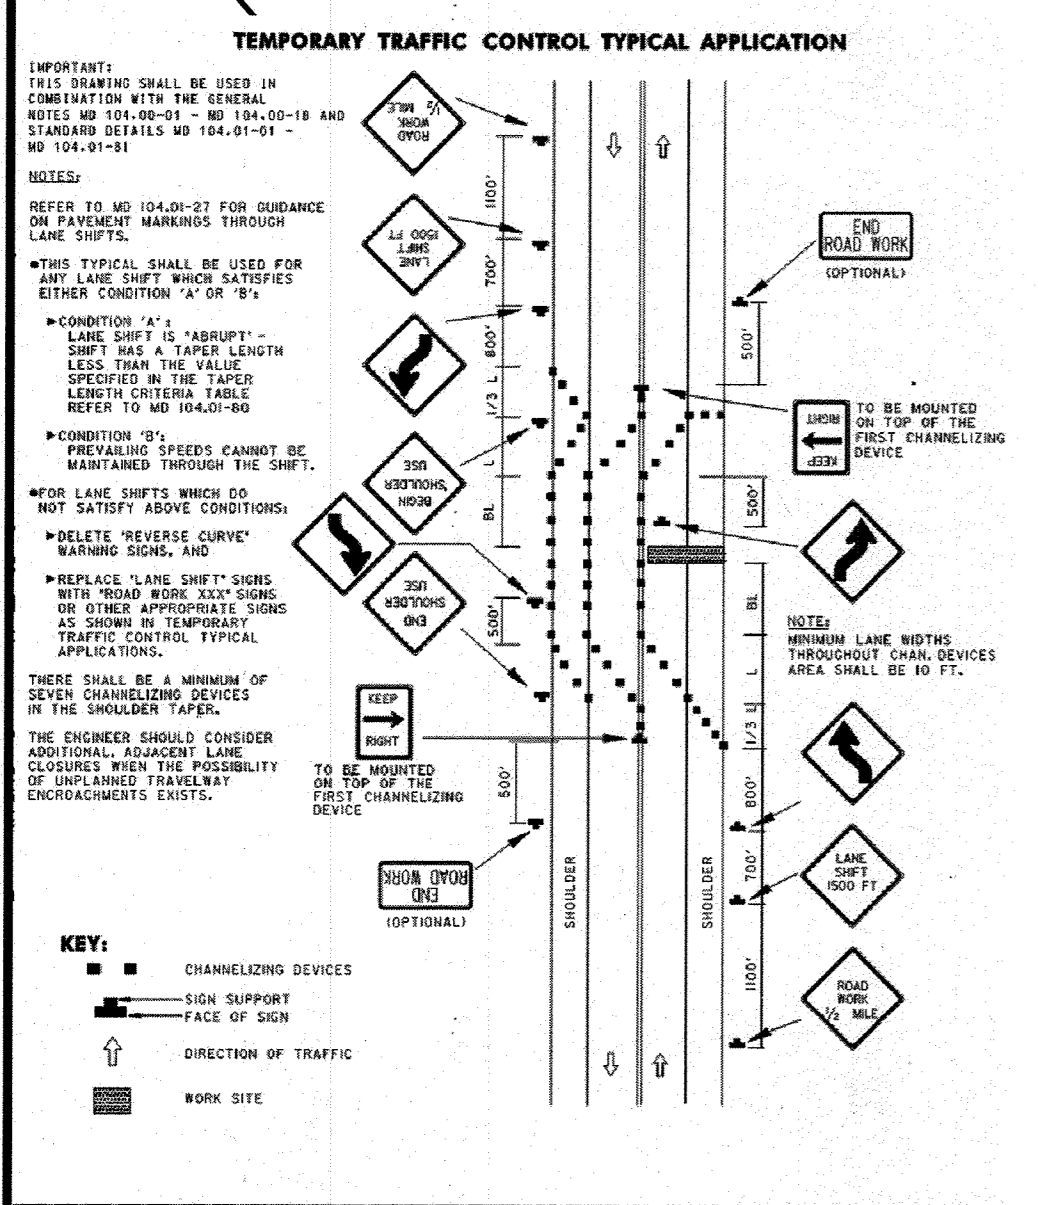 TEMPORARY TRAFFIC CONTROL TYPICAL APPLICATION
IMPORTANT:
THIS DRAWING SHALL BE USED IN
COMBINATION WITH THE GENERAL
NOTES MD 104.00-01 - MD 104.00-18 AND
STANDARD DETAILS MD 104.01-01 -
MD 104.01-81
NOTES:
REFER TO MD 104.01-27 FOR GUIDANCE
ON PAVEMENT MARKINGS THROUGH
LANE SHIFTS.
•THIS TYPICAL SHALL BE USED FOR
ANY LANE SHIFT WHICH SATISFIES
EITHER CONDITION 'A' OR 'B':
►CONDITION 'A':
LANE SHIFT IS "ABRUPT" -
SHIFT HAS A TAPER LENGTH
LESS THAN THE VALUE
SPECIFIED IN THE TAPER
LENGTH CRITERIA TABLE
REFER TO MD 104.01-80
►CONDITION 'B':
PREVAILING SPEEDS CANNOT BE
MAINTAINED THROUGH THE SHIFT.
•FOR LANE SHIFTS WHICH DO
NOT SATISFY ABOVE CONDITIONS:
►DELETE 'REVERSE CURVE'
WARNING SIGNS, AND
►REPLACE 'LANE SHIFT' SIGNS
WITH "ROAD WORK XXX" SIGNS
OR OTHER APPROPRIATE SIGNS
AS SHOWN IN TEMPORARY
TRAFFIC CONTROL TYPICAL
APPLICATIONS.
THERE SHALL BE A MINIMUM OF
SEVEN CHANNELIZING DEVICES
IN THE SHOULDER TAPER.
THE ENGINEER SHOULD CONSIDER
ADDITIONAL, ADJACENT LANE
CLOSURES WHEN THE POSSIBILITY
OF UNPLANNED TRAVELWAY
ENCROACHMENTS EXISTS.
ROAD
WORK
1/2 MILE
LANE
SHIFT
1500 FT
BEGIN
SHOULDER
USE
END
SHOULDER
USE
KEEP
RIGHT
TO BE MOUNTED
ON TOP OF THE
FIRST CHANNELIZING
DEVICE
END
ROAD WORK
(OPTIONAL)
1100'
700'
800'
1/3 L
L
BL
500'
500'
SHOULDER
SHOULDER
END
ROAD WORK
(OPTIONAL)
500'
KEEP
RIGHT
TO BE MOUNTED
ON TOP OF THE
FIRST CHANNELIZING
DEVICE
500'
BL
L
1/3 L
800'
700'
1100'
NOTE:
MINIMUM LANE WIDTHS
THROUGHOUT CHAN. DEVICES
AREA SHALL BE 10 FT.
LANE
SHIFT
1500 FT
ROAD
WORK
1/2 MILE
KEY:
CHANNELIZING DEVICES
SIGN SUPPORT
FACE OF SIGN
DIRECTION OF TRAFFIC
WORK SITE